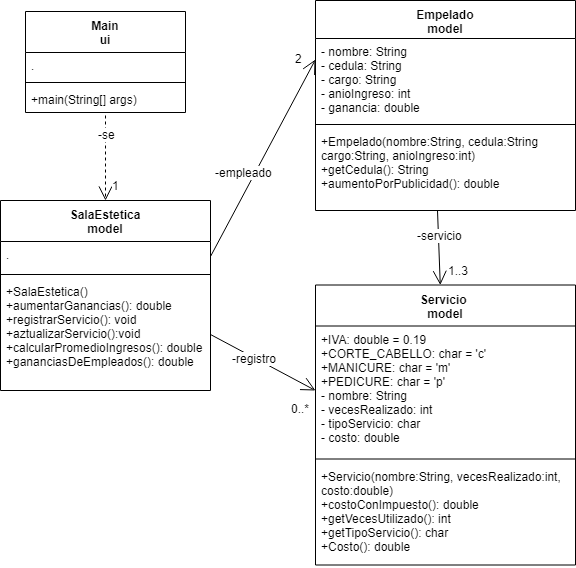 Main
ui
.
+main(String[] args)
-se
1
SalaEstetica
model
.
+SalaEstetica()
+aumentarGanancias(): double
+registrarServicio(): void
+aztualizarServicio():void
+calcularPromedioIngresos(): double
+gananciasDeEmpleados(): double
-empleado
2
-registro
0..*
Empelado
model
- nombre: String
- cedula: String
- cargo: String
- anioIngreso: int
- ganancia: double
+Empelado(nombre:String, cedula:String
cargo:String, anioIngreso:int)
+getCedula(): String
+aumentoPorPublicidad(): double
-servicio
1..3
Servicio
model
+IVA: double = 0.19
+CORTE_CABELLO: char = 'c'
+MANICURE: char = 'm'
+PEDICURE: char = 'p'
- nombre: String
- vecesRealizado: int
- tipoServicio: char
- costo: double
+Servicio(nombre:String, vecesRealizado:int,
costo:double)
+costoConImpuesto(): double
+getVecesUtilizado(): int
+getTipoServicio(): char
+Costo(): double